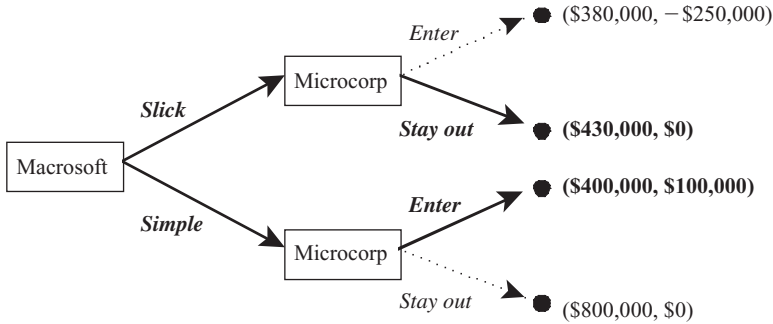 Enter
($380,000, −$250,000)
Microcorp
Slick
Stay out
($430,000, $0)
Macrosoft
Enter
($400,000, $100,000)
Simple
Microcorp
Stay out
($800,000, $0)